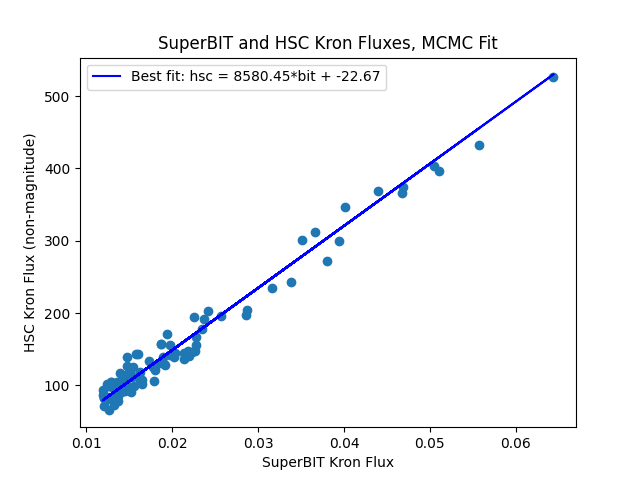 SuperBIT and HSC Kron Fluxes, MCMC Fit
Best fit: hsc = 8580.45*bit + -22.67
HSC Kron Flux (non-magnitude)
500
400
300
200
100
0.01 0.02 0.03 0.04 0.05 0.06
SuperBIT Kron Flux